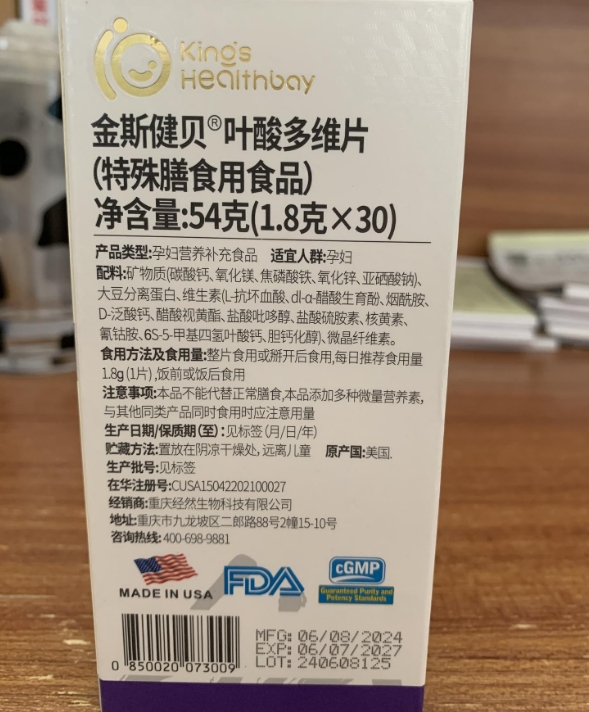 King's
Healthbay
金斯健贝®叶酸多维片
(特殊膳食用食品)
净含量:54克(1.8克×30)
产品类型:孕妇营养补充食品 适宜人群:孕妇
配料:矿物质(碳酸钙、氧化镁、焦磷酸铁、氧化锌、亚硒酸钠)、
大豆分离蛋白、维生素(L-抗坏血酸、dl-α-醋酸生育酚、烟酰胺、
D-泛酸钙、醋酸视黄酯、盐酸吡哆醇、盐酸硫胺素、核黄素、
氰钴胺、6S-5-甲基四氢叶酸钙、胆钙化醇)、微晶纤维素。
食用方法及食用量:整片食用或掰开后食用,每日推荐食用量
1.8g(1片),饭前或饭后食用
注意事项:本品不能代替正常膳食,本品添加多种微量营养素,
与其他同类产品同时食用时应注意用量
生产日期/保质期(至):见标签(月/日/年)
贮藏方法:置放在阴凉干燥处,远离儿童 原产国:美国.
生产批号:见标签
在华注册号:CUSA15042202100027
经销商:重庆经然生物科技有限公司
地址:重庆市九龙坡区二郎路88号2幢15-10号
咨询热线:400-698-9881
MADE IN USA
FDA
cGMP
Guaranteed Purity and
Potency Standards
0 850020 073009
MFG: 06/08/2024
EXP: 06/07/2027
LOT: 240608125